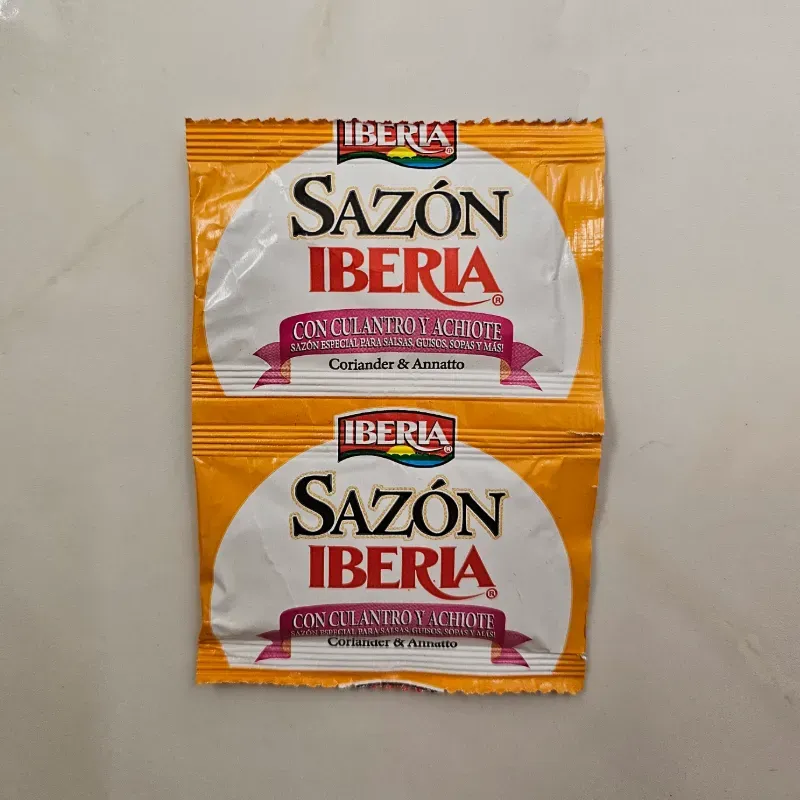 IBERIA®
SAZÓN
IBERIA®
CON CULANTRO Y ACHIOTE
SAZÓN ESPECIAL PARA SALSAS, GUISOS, SOPAS Y MÁS!
Coriander & Annatto
IBERIA®
SAZÓN
IBERIA®
CON CULANTRO Y ACHIOTE
SAZÓN ESPECIAL PARA SALSAS, GUISOS, SOPAS Y MÁS!
Coriander & Annatto